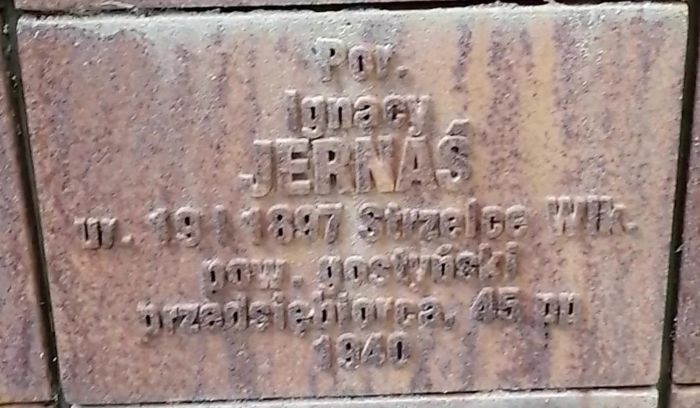 Por.
Ignacy
JERNAŚ
ur. 19 I 1897 Strzelce Wlk.
pow. gostyński
przedsiębiorca, 45 pp
1940